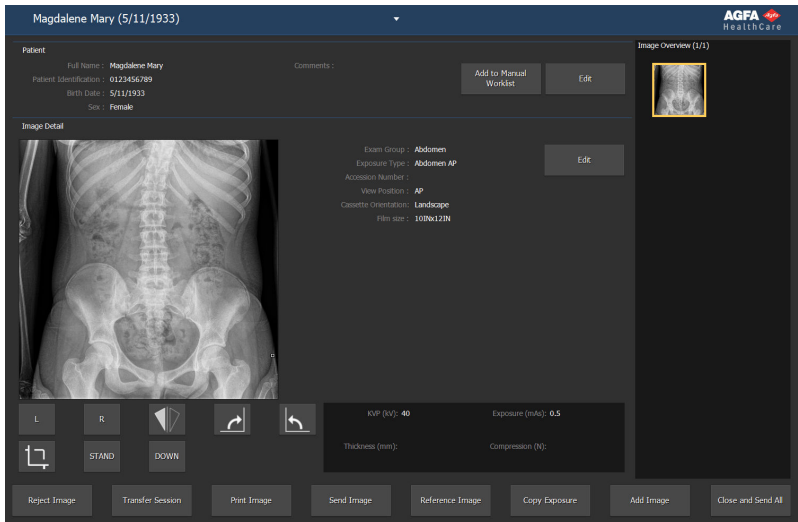 Magdalene Mary (5/11/1933)
AGFA
HealthCare
Patient
Full Name : Magdalene Mary
Patient Identification : 0123456789
Birth Date : 5/11/1933
Sex : Female
Comments :
Add to Manual
Worklist
Edit
Image Overview (1/1)
Image Detail
Exam Group : Abdomen
Exposure Type : Abdomen AP
Accession Number :
View Position : AP
Cassette Orientation: Landscape
Film size : 10INx12IN
Edit
L
R
STAND
DOWN
KVP (kV): 40
Exposure (mAs): 0.5
Thickness (mm):
Compression (N):
Reject Image
Transfer Session
Print Image
Send Image
Reference Image
Copy Exposure
Add Image
Close and Send All